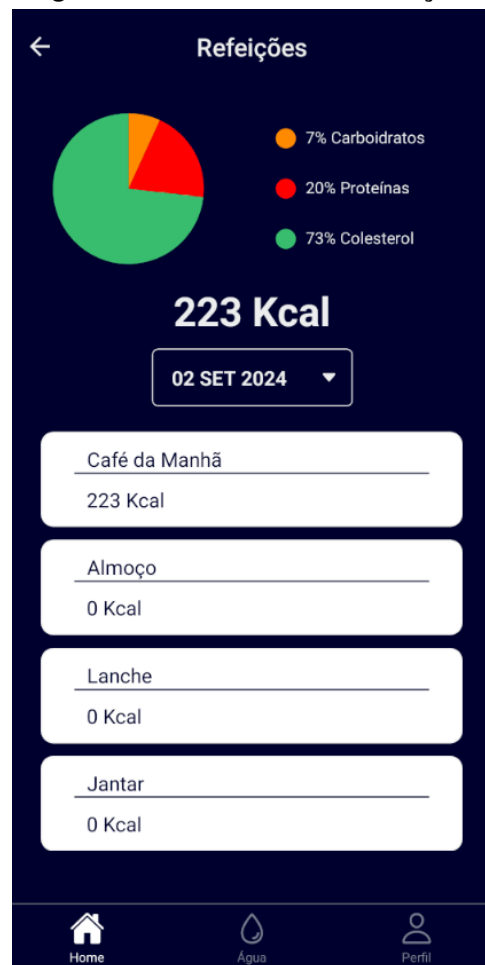 Refeições
7% Carboidratos
20% Proteínas
73% Colesterol
223 Kcal
02 SET 2024
Café da Manhã
223 Kcal
Almoço
0 Kcal
Lanche
0 Kcal
Jantar
0 Kcal
Home
Água
Perfil